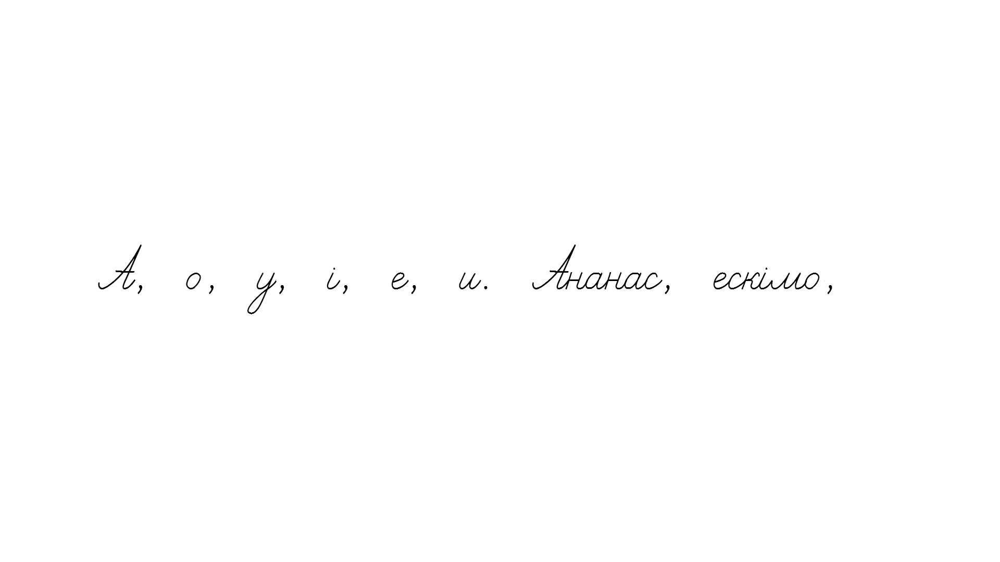 А, о, у, і, е, и. Ананас, ескімо,